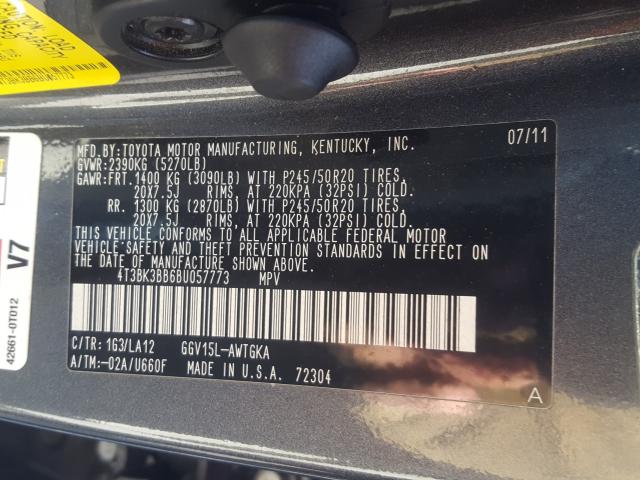 MFD.BY:TOYOTA MOTOR MANUFACTURING, KENTUCKY, INC. 07/11
GVWR:2390KG (5270LB)
GAWR:FRT.1400 KG (3090LB) WITH P245/50R20 TIRES,
20X7.5J RIMS, AT 220KPA (32PSI) COLD.
RR. 1300 KG (2870LB) WITH P245/50R20 TIRES,
20X7.5J RIMS, AT 220KPA (32PSI) COLD.
THIS VEHICLE CONFORMS TO ALL APPLICABLE FEDERAL MOTOR
VEHICLE SAFETY AND THEFT PREVENTION STANDARDS IN EFFECT ON
THE DATE OF MANUFACTURE SHOWN ABOVE.
4T3BK3BB6BU057773 MPV
C/TR: 1G3/LA12 GGV15L-AWTGKA
A/TM:-02A/U660F MADE IN U.S.A. 72304
A
V7
42661-0T012